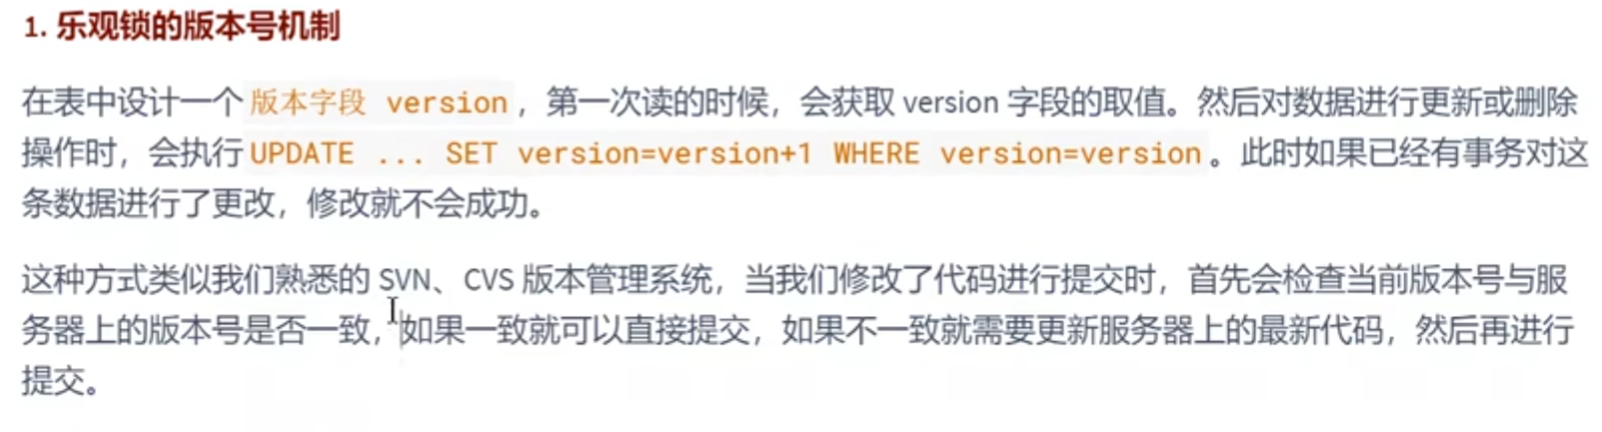 1. 乐观锁的版本号机制
在表中设计一个 版本字段 version ，第一次读的时候，会获取 version 字段的取值。然后对数据进行更新或删除
操作时，会执行 UPDATE ... SET version=version+1 WHERE version=version 。此时如果已经有事务对这
条数据进行了更改，修改就不会成功。
这种方式类似我们熟悉的 SVN、CVS 版本管理系统，当我们修改了代码进行提交时，首先会检查当前版本号与服
务器上的版本号是否一致，如果一致就可以直接提交，如果不一致就需要更新服务器上的最新代码，然后再进行
提交。